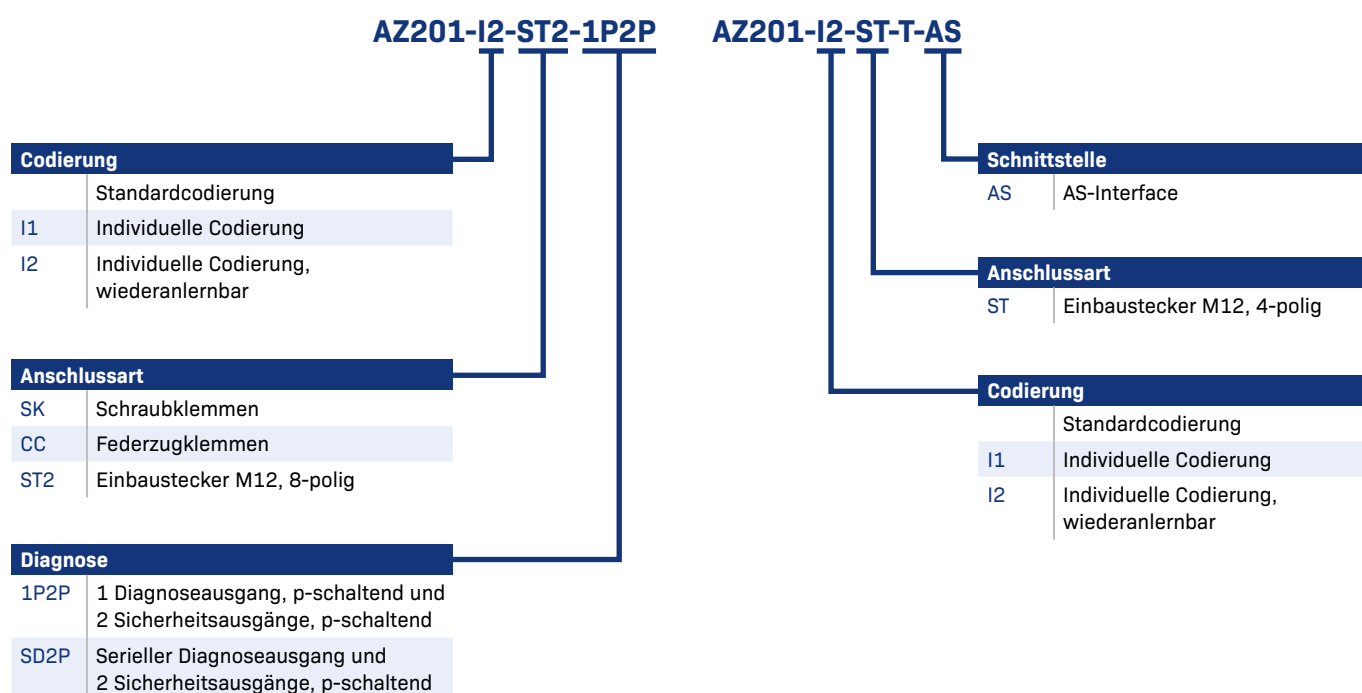 AZ201-I2-ST2-1P2P
AZ201-I2-ST-T-AS
Codierung
Standardcodierung
I1 Individuelle Codierung
I2 Individuelle Codierung,
wiederanlernbar
Anschlussart
SK Schraubklemmen
CC Federzugklemmen
ST2 Einbaustecker M12, 8-polig
Diagnose
1P2P 1 Diagnoseausgang, p-schaltend und
2 Sicherheitsausgänge, p-schaltend
SD2P Serieller Diagnoseausgang und
2 Sicherheitsausgänge, p-schaltend
Schnittstelle
AS AS-Interface
Anschlussart
ST Einbaustecker M12, 4-polig
Codierung
Standardcodierung
I1 Individuelle Codierung
I2 Individuelle Codierung,
wiederanlernbar